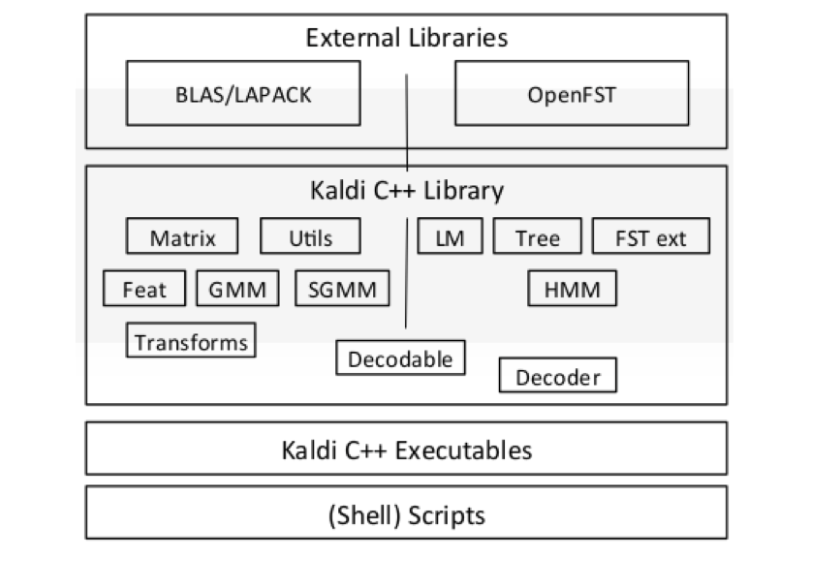 External Libraries
BLAS/LAPACK
OpenFST
Kaldi C++ Library
Matrix
Utils
LM
Tree
FST ext
Feat
GMM
SGMM
HMM
Transforms
Decodable
Decoder
Kaldi C++ Executables
(Shell) Scripts